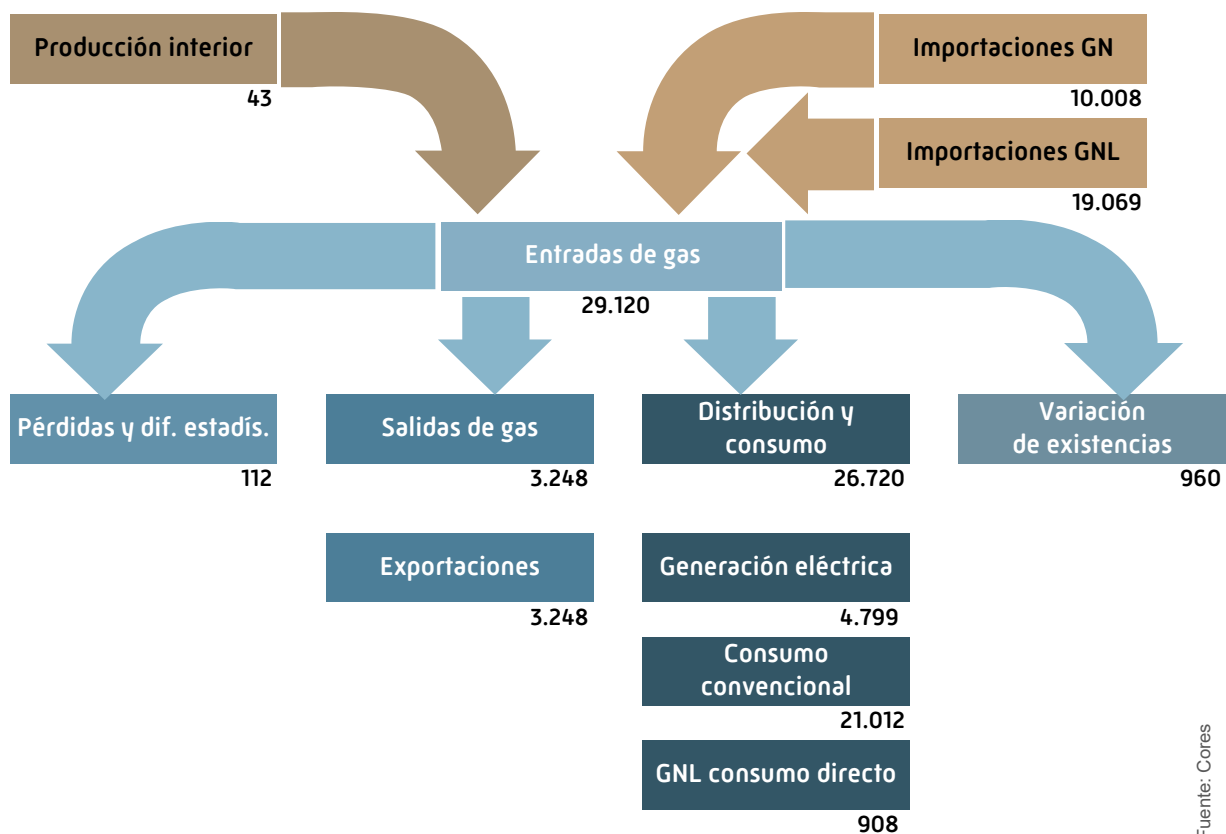 Producción interior
43
Importaciones GN
10.008
Importaciones GNL
19.069
Entradas de gas
29.120
Pérdidas y dif. estadís.
112
Salidas de gas
3.248
Distribución y
consumo
26.720
Variación
de existencias
960
Exportaciones
3.248
Generación eléctrica
4.799
Consumo
convencional
21.012
GNL consumo directo
908
Fuente: Cores